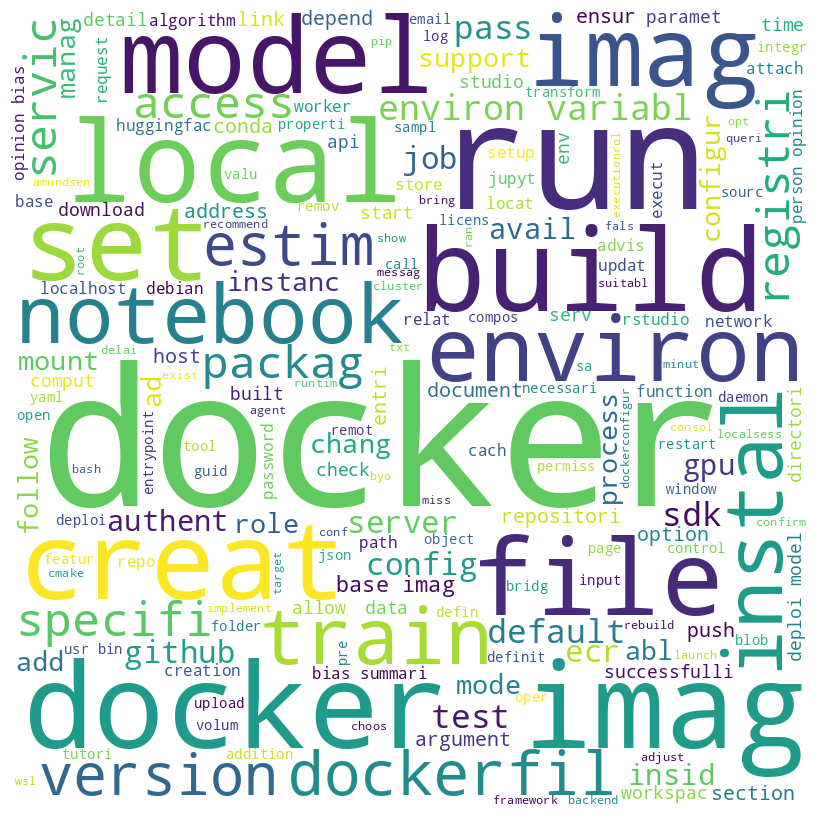 detail algorithm link depend email ensur paramet time
log
model imag pass
support
pip
integr
request manag servic
studio attach
transform
access worker environ variabl
opinion bias
huggingfac conda properti sampl
env setup
opt
queri
api
local run
job
valu store jupyt
executionrol execut configur registri person opinion
amundsen
base download address remov start locat bring licens sourc
recommend
set estim avail fals
show advis
root call ran build updat
messag suitabl
localhost debian instanc cluster
relat compos serv rstudio network
notebook environ
txt delai
mount packag host sa minut
exist runtim
comput ad document necessari function daemon
yaml built entri process
open agent remot directori
docker instal
consol
entrypoint tool chang cach restart localsess
dockerconfigur
follow bash guid password check byo permiss gpu
window
miss
deploi authent role server conf path object repositori sdk option confirm
page control
creat file
featur repo json config bridg input
cmake target base imag
implement allow data defin rebuild
specifi folder train default ecr abl push blob
add github pre definit launch deploi model
usr bin creation bias summari mode successfulli
docker imag
upload choos oper
volum test
argument
tutori addition adjust
version dockerfil insid
wsl workspac section
framework backend